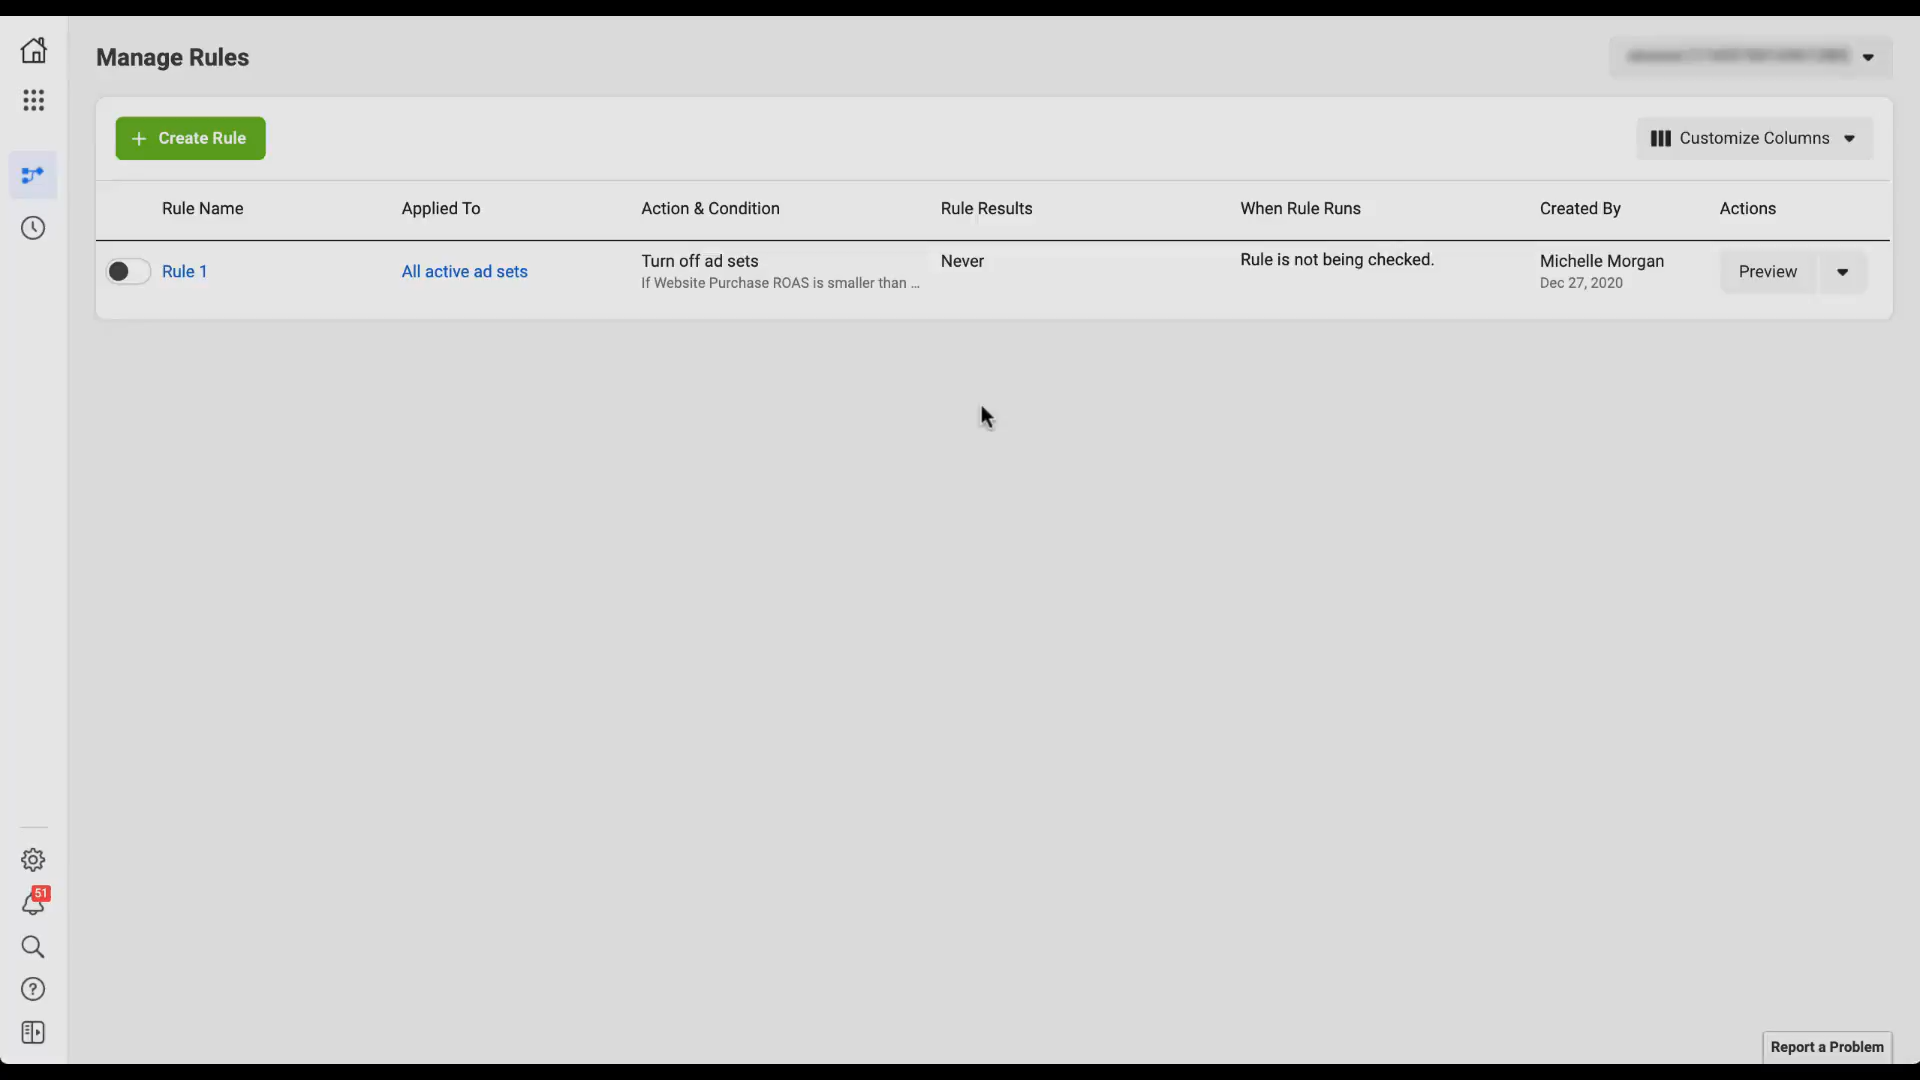 Manage Rules
Create Rule
Customize Columns
Rule Name Applied To Action & Condition Rule Results When Rule Runs Created By Actions
Rule 1 All active ad sets Turn off ad sets Never Rule is not being checked. Michelle Morgan Preview
If Website Purchase ROAS is smaller than ... Dec 27, 2020
51
Report a Problem